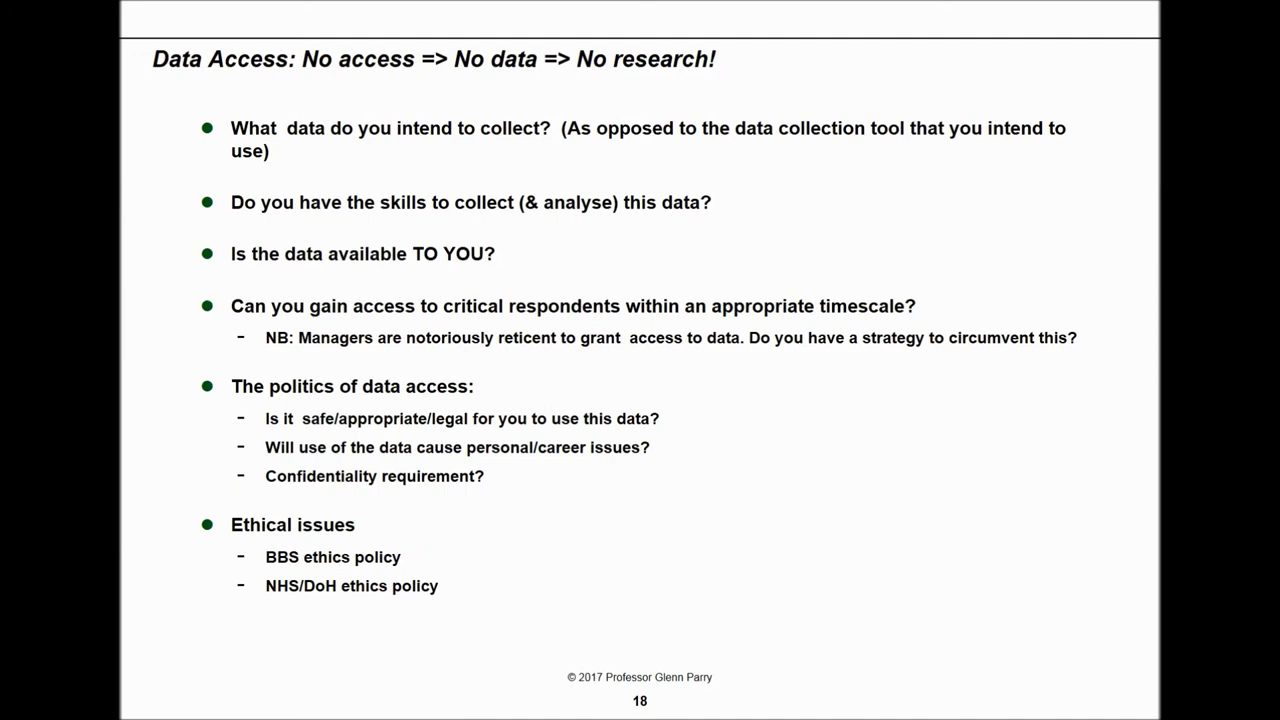 Data Access: No access => No data => No research!
What  data do you intend to collect?  (As opposed to the data collection tool that you intend to
use)
Do you have the skills to collect (& analyse) this data?
Is the data available TO YOU?
Can you gain access to critical respondents within an appropriate timescale?
- NB: Managers are notoriously reticent to grant  access to data. Do you have a strategy to circumvent this?
The politics of data access:
- Is it  safe/appropriate/legal for you to use this data?
- Will use of the data cause personal/career issues?
- Confidentiality requirement?
Ethical issues
- BBS ethics policy
- NHS/DoH ethics policy
© 2017 Professor Glenn Parry
18